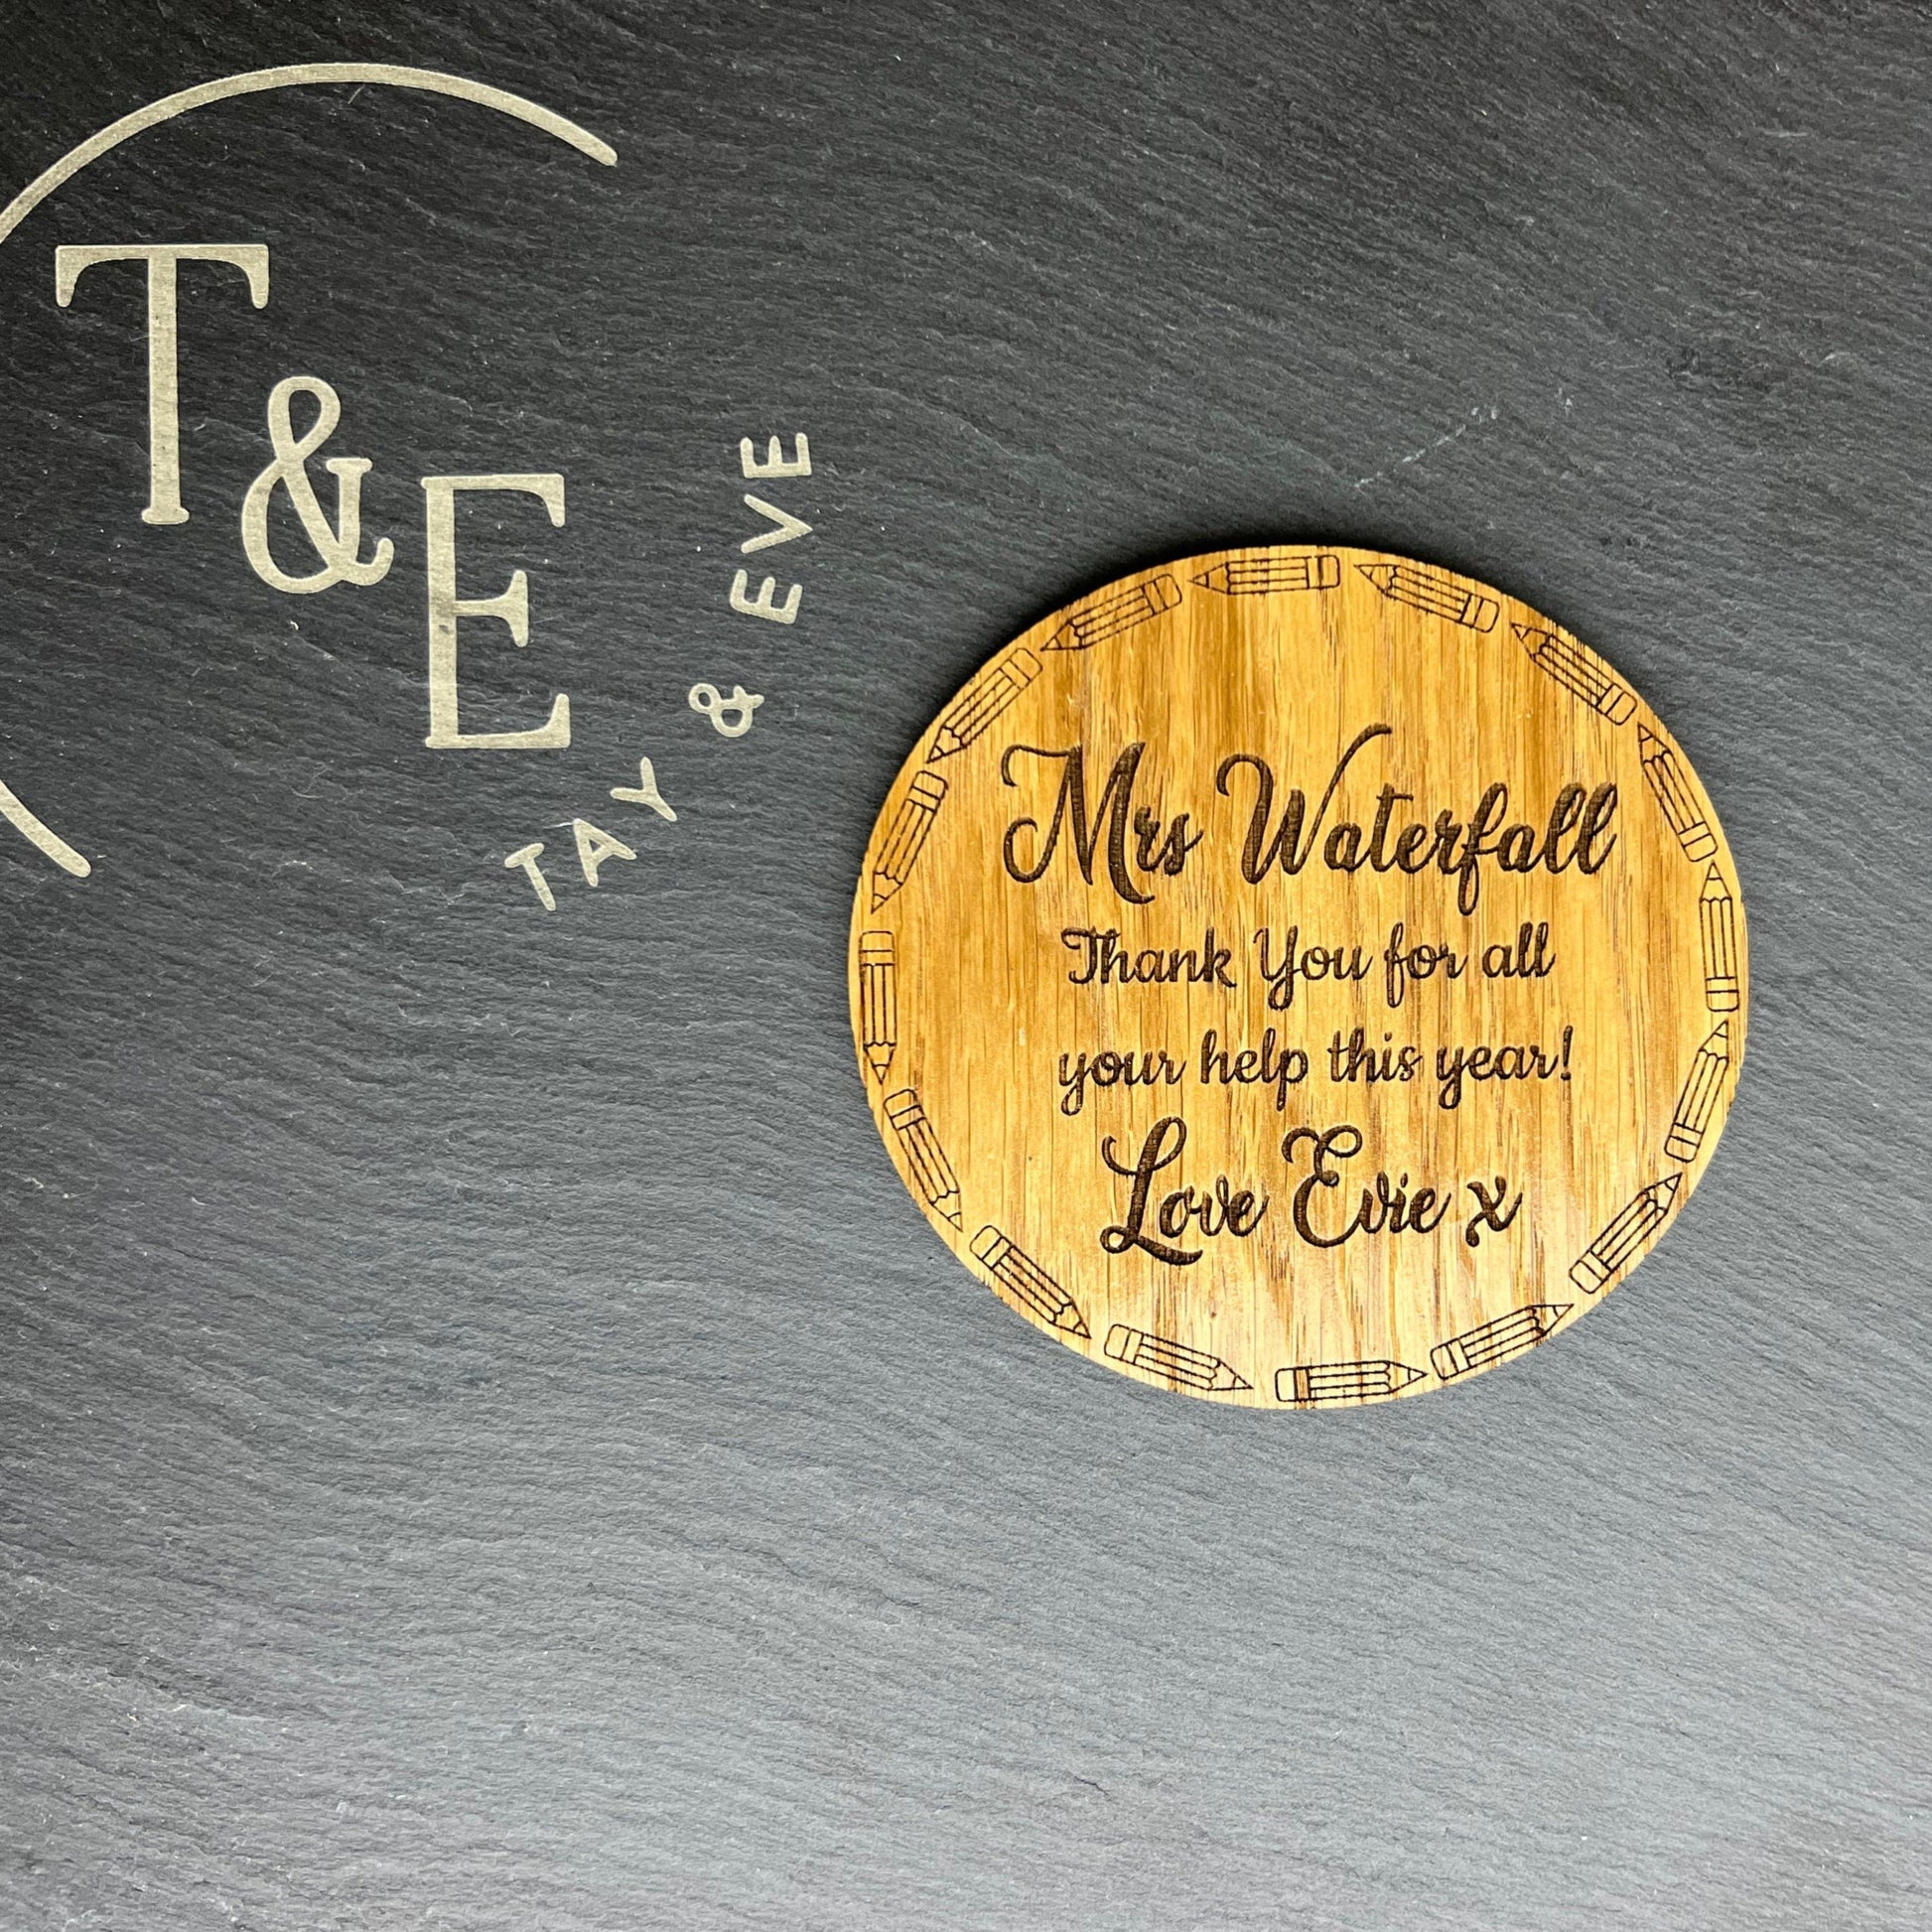 T&E
TAY & EVE
Mrs Waterfall
Thank You for all
your help this year!
Love Evie x